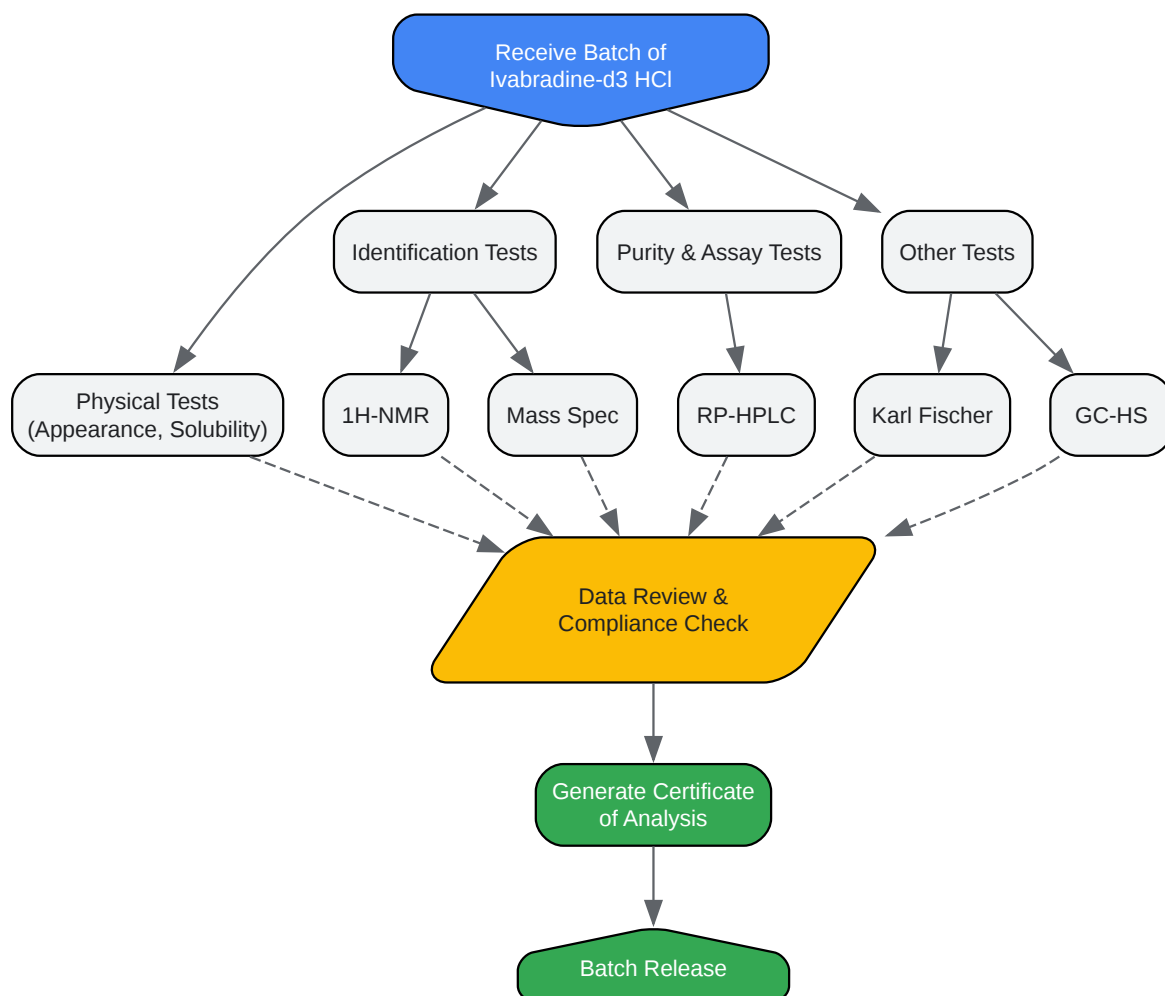 Receive Batch of
Ivabradine-d3 HCl
Identification Tests
Purity & Assay Tests
Other Tests
Physical Tests
(Appearance, Solubility)
1H-NMR
Mass Spec
RP-HPLC
Karl Fischer
GC-HS
Data Review &
Compliance Check
Generate Certificate
of Analysis
Batch Release